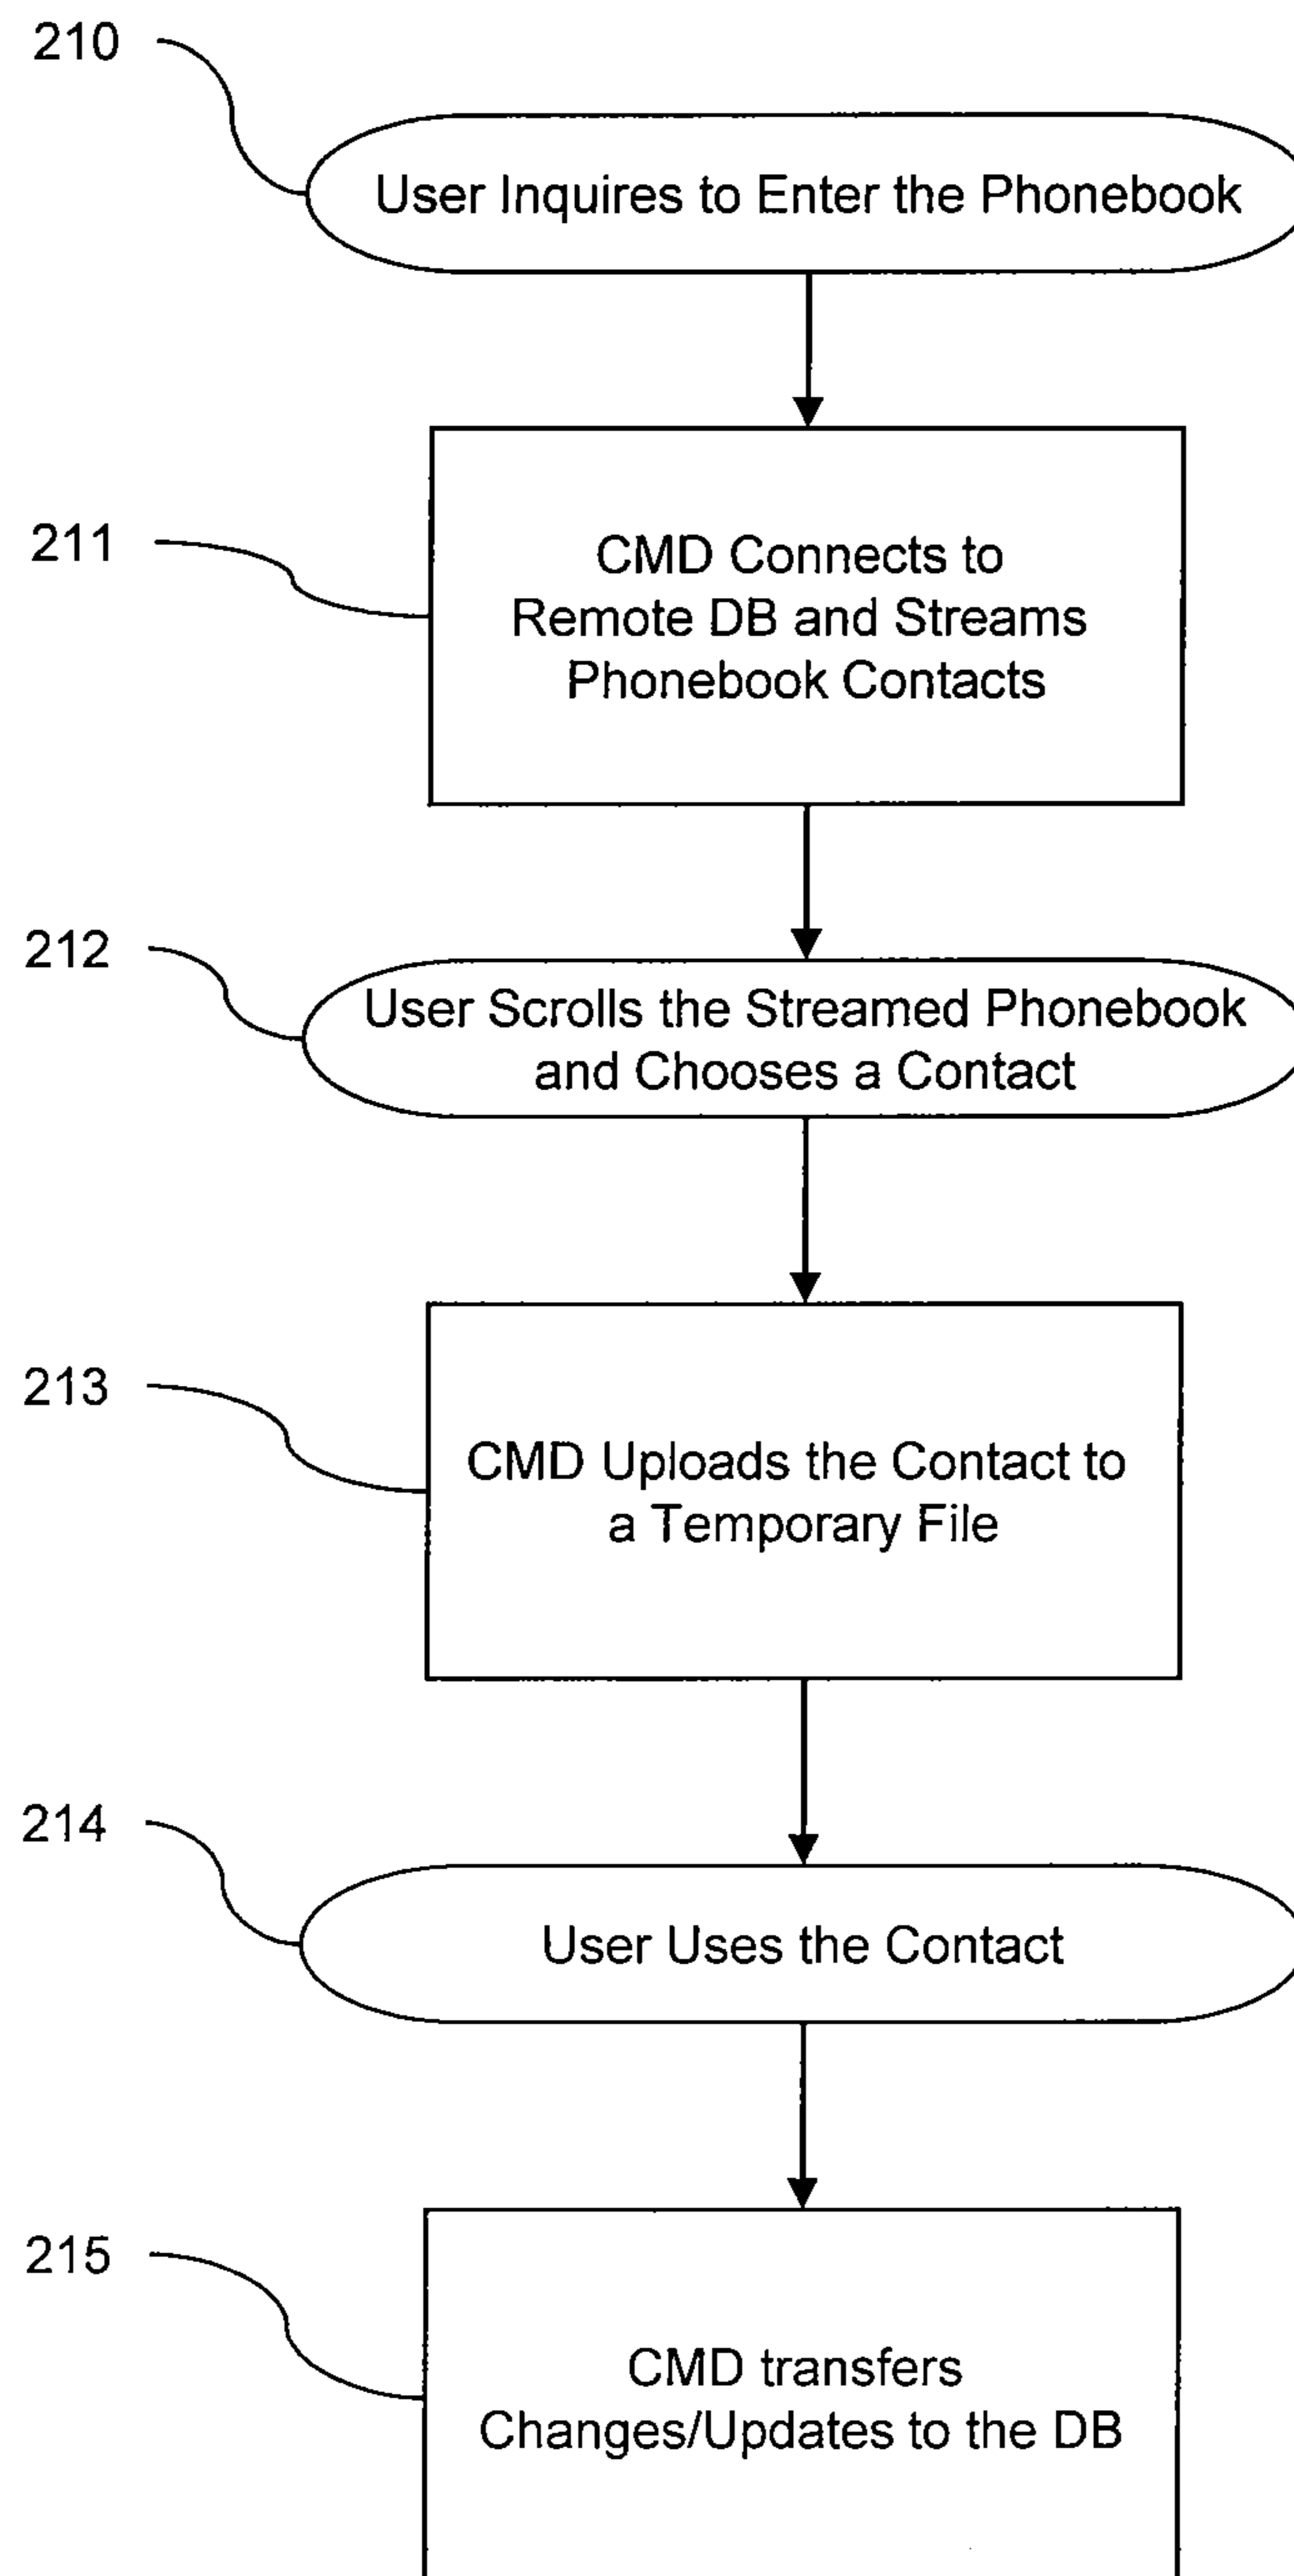 210
User Inquires to Enter the Phonebook
211
CMD Connects to
Remote DB and Streams
Phonebook Contacts
212
User Scrolls the Streamed Phonebook
and Chooses a Contact
213
CMD Uploads the Contact to
a Temporary File
214
User Uses the Contact
215
CMD transfers
Changes/Updates to the DB